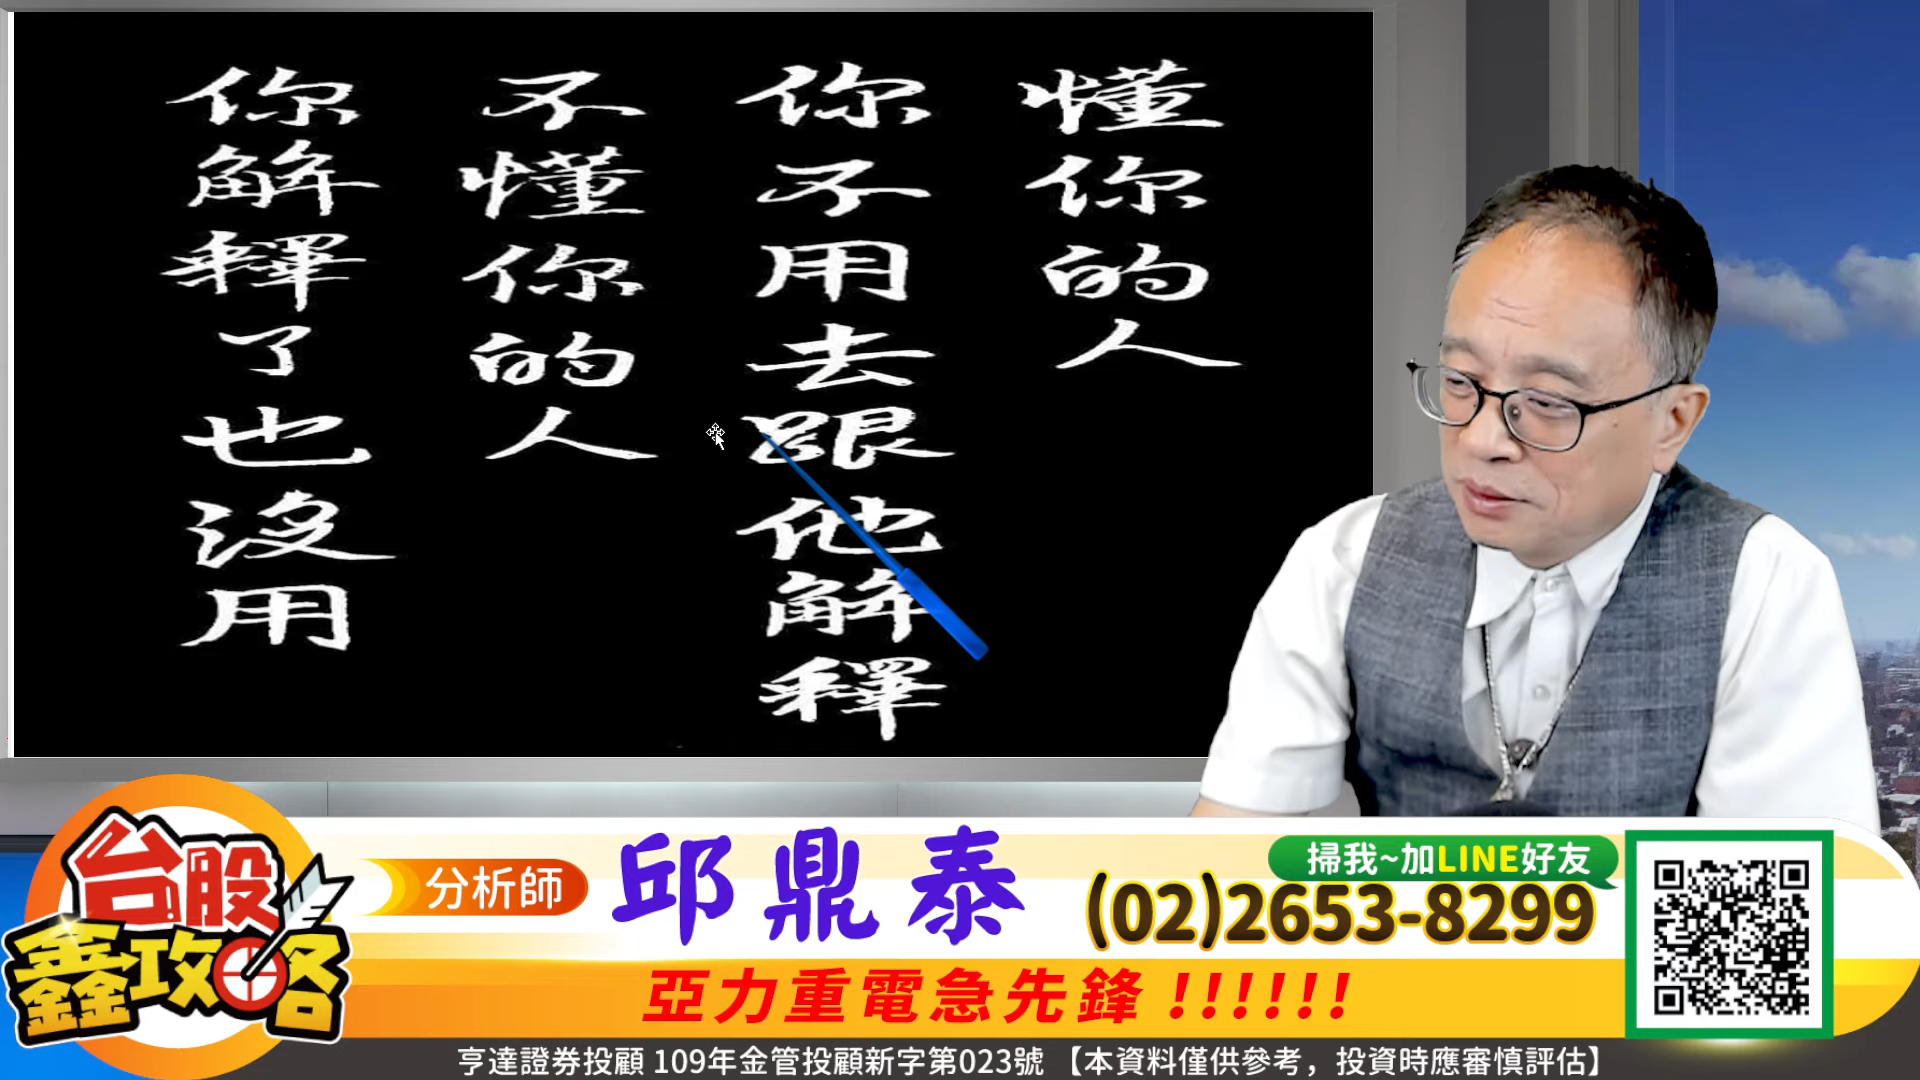 懂你的人
你不用去跟他解釋
不懂你的人
你解釋了也沒用
台股
鑫攻略
分析師
邱鼎泰
掃我~加LINE好友
(02)2653-8299
亞力重電急先鋒!!!!!!
亨達證券投顧 109年金管投顧新字第023號 【本資料僅供參考，投資時應審慎評估】